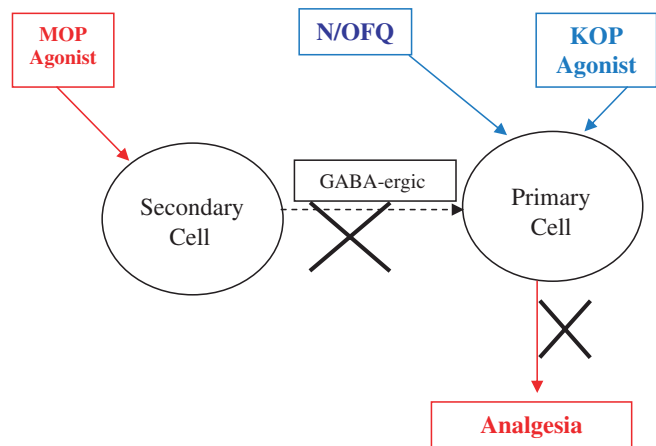 MOP
Agonist
N/OFQ
KOP
Agonist
GABA-ergic
Secondary
Cell
Primary
Cell
Analgesia